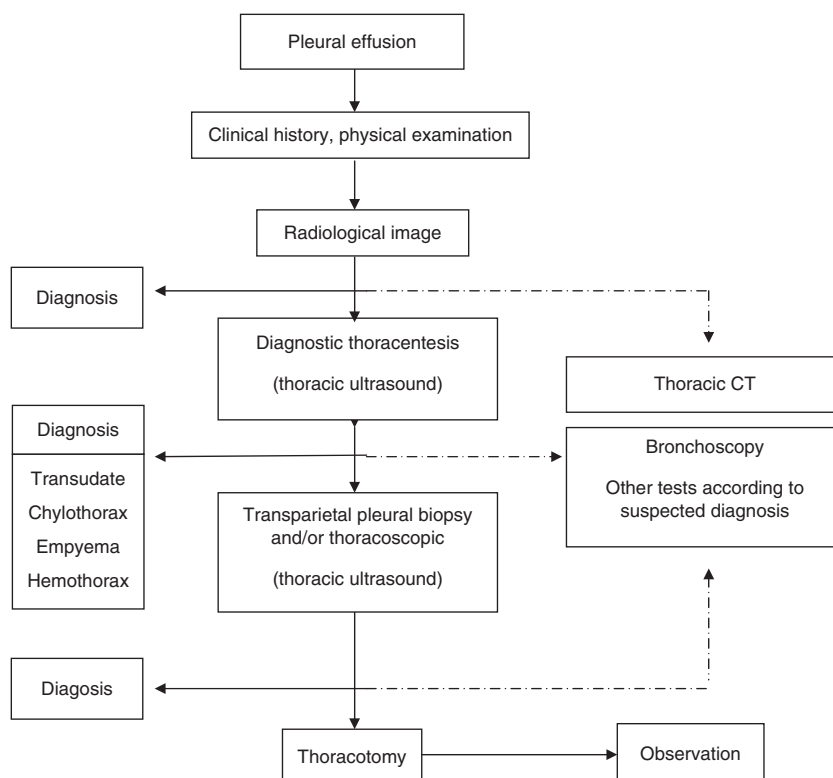 Pleural effusion
Clinical history, physical examination
Radiological image
Diagnosis
Diagnostic thoracentesis
(thoracic ultrasound)
Thoracic CT
Diagnosis
Transudate
Chylothorax
Empyema
Hemothorax
Bronchoscopy
Other tests according to
suspected diagnosis
Transparietal pleural biopsy
and/or thoracoscopic
(thoracic ultrasound)
Diagosis
Thoracotomy
Observation